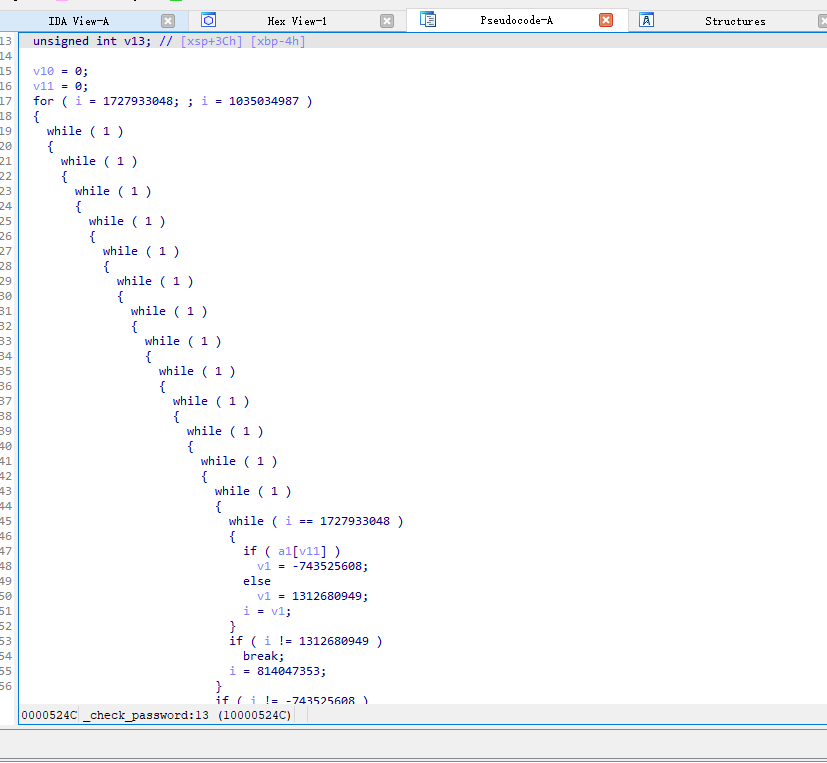 IDA View-A
Hex View-1
Pseudocode-A
Structures
13 unsigned int v13; // [xsp+3Ch] [xbp-4h]
14
15 v10 = 0;
16 v11 = 0;
17 for ( i = 1727933048; ; i = 1035034987 )
18 {
19 while ( 1 )
20 {
21 while ( 1 )
22 {
23 while ( 1 )
24 {
25 while ( 1 )
26 {
27 while ( 1 )
28 {
29 while ( 1 )
30 {
31 while ( 1 )
32 {
33 while ( 1 )
34 {
35 while ( 1 )
36 {
37 while ( 1 )
38 {
39 while ( 1 )
40 {
41 while ( 1 )
42 {
43 while ( 1 )
44 {
45 while ( i == 1727933048 )
46 {
47 if ( a1[v11] )
48 v1 = -743525608;
49 else
50 v1 = 1312680949;
51 i = v1;
52 }
53 if ( i != 1312680949 )
54 break;
55 i = 814047353;
56 }
if ( i != -743525608 )
0000524C _check_password:13 (10000524C)